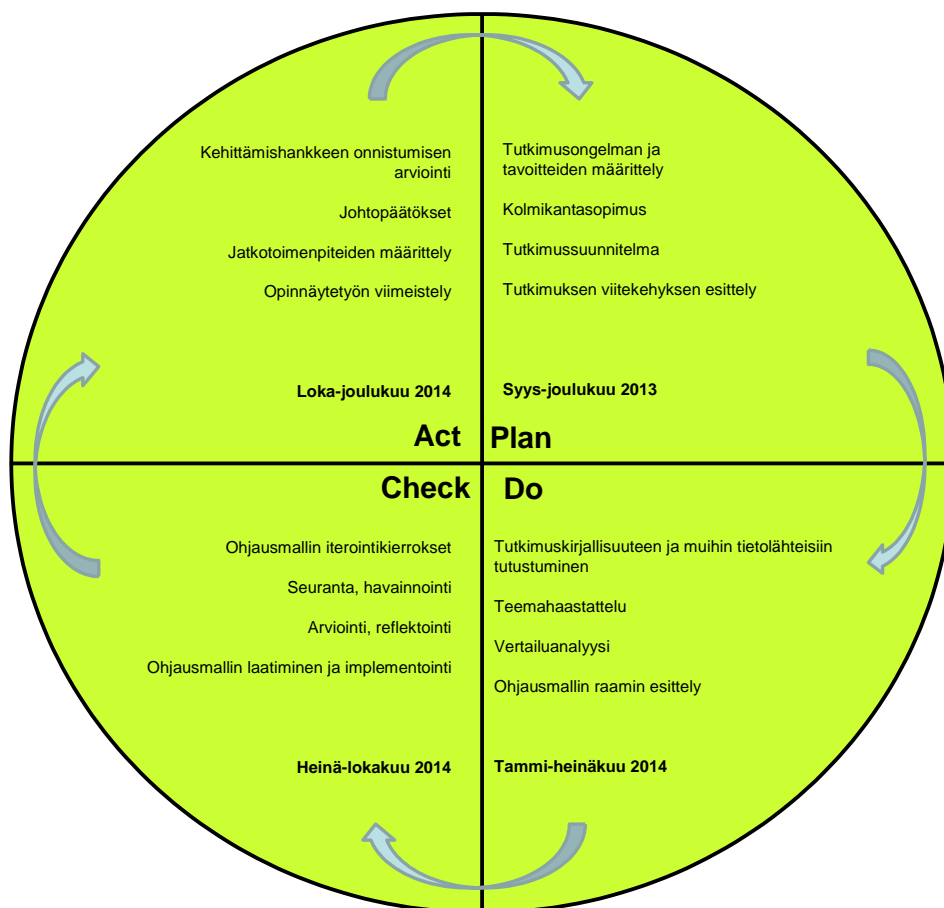 Kehittämishankkeen onnistumisen
arviointi
Johtopäätökset
Jatkotoimenpiteiden määrittely
Opinnäytetyön viimeistely
Loka-joulukuu 2014
Act
Tutkimusongelman ja
tavoitteiden määrittely
Kolmikantasopimus
Tutkimussuunnitelma
Tutkimuksen viitekehyksen esittely
Syys-joulukuu 2013
Plan
Check
Ohjausmallin iterointikierrokset
Seuranta, havainnointi
Arviointi, reflektointi
Ohjausmallin laatiminen ja implementointi
Heinä-lokakuu 2014
Do
Tutkimuskirjallisuuteen ja muihin tietolähteisiin
tutustuminen
Teemahaastattelu
Vertailuanalyysi
Ohjausmallin raamin esittely
Tammi-heinäkuu 2014